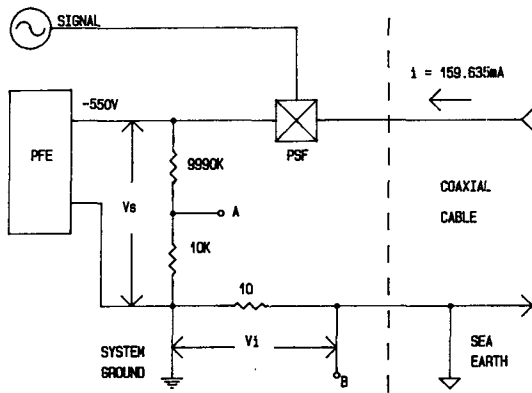 SIGNAL
i = 159.635mA
-550V
PFE
PSF
9990K
COAXIAL
CABLE
Vs
A
10K
10
Vi
SYSTEM
GROUND
B
SEA
EARTH